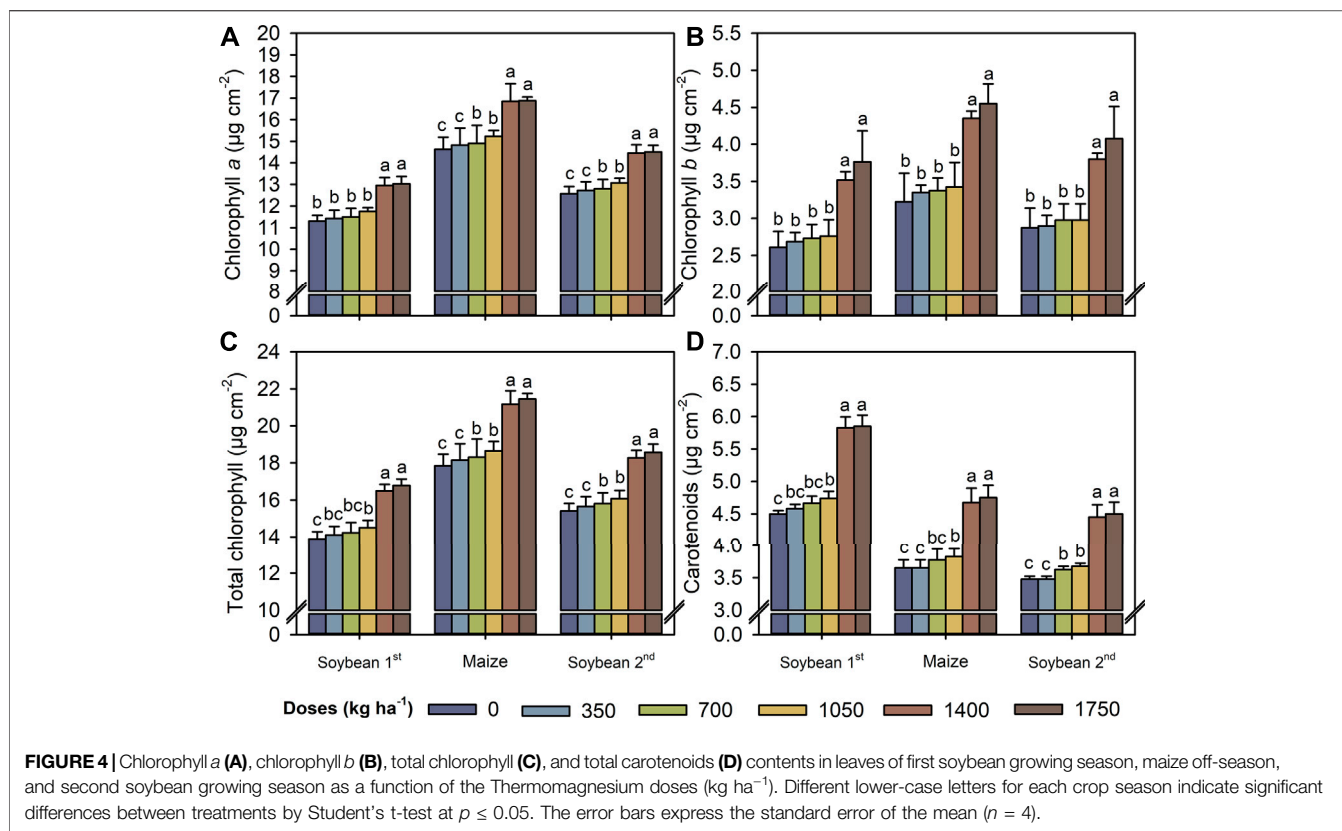 A
Chlorophyll a (µg cm⁻²)
20
19
18
17
16
15
14
13
12
11
10
9
8
0
b b b b a a
c c b b a a
c c b b a a
B
Chlorophyll b (µg cm⁻²)
5.5
5.0
4.5
4.0
3.5
3.0
2.5
2.0
0.0
b b b b a a
b b b b a a
b b b b a a
C
Total chlorophyll (µg cm⁻²)
24
22
20
18
16
14
12
10
0
c bc bc b a a
c c b b a a
c c b b a a
Soybean 1st Maize Soybean 2nd
D
Carotenoids (µg cm⁻²)
7.0
6.5
6.0
5.5
5.0
4.5
4.0
3.5
3.0
0.0
c bc bc b a a
c c bc b a a
c c b b a a
Soybean 1st Maize Soybean 2nd
Doses (kg ha⁻¹) 0 350 700 1050 1400 1750
FIGURE 4 | Chlorophyll a (A), chlorophyll b (B), total chlorophyll (C), and total carotenoids (D) contents in leaves of first soybean growing season, maize off-season,
and second soybean growing season as a function of the Thermomagnesium doses (kg ha⁻¹). Different lower-case letters for each crop season indicate significant
differences between treatments by Student's t-test at p ≤ 0.05. The error bars express the standard error of the mean (n = 4).